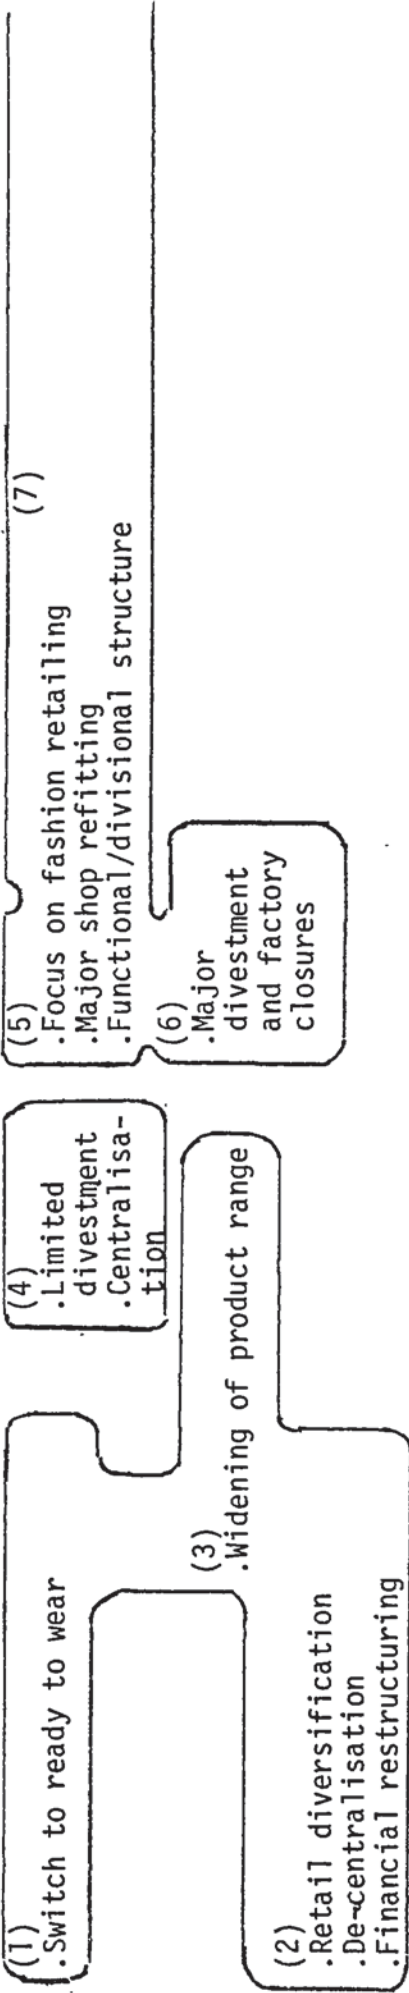 (1)
.Switch to ready to wear
(2)
.Retail diversification
.De-centralisation
.Financial restructuring
(3)
.Widening of product range
(4)
.Limited
divestment
.Centralisa-
tion
(5)
.Focus on fashion retailing
.Major shop refitting
.Functional/divisional structure
(6)
.Major
divestment
and factory
closures
(7)